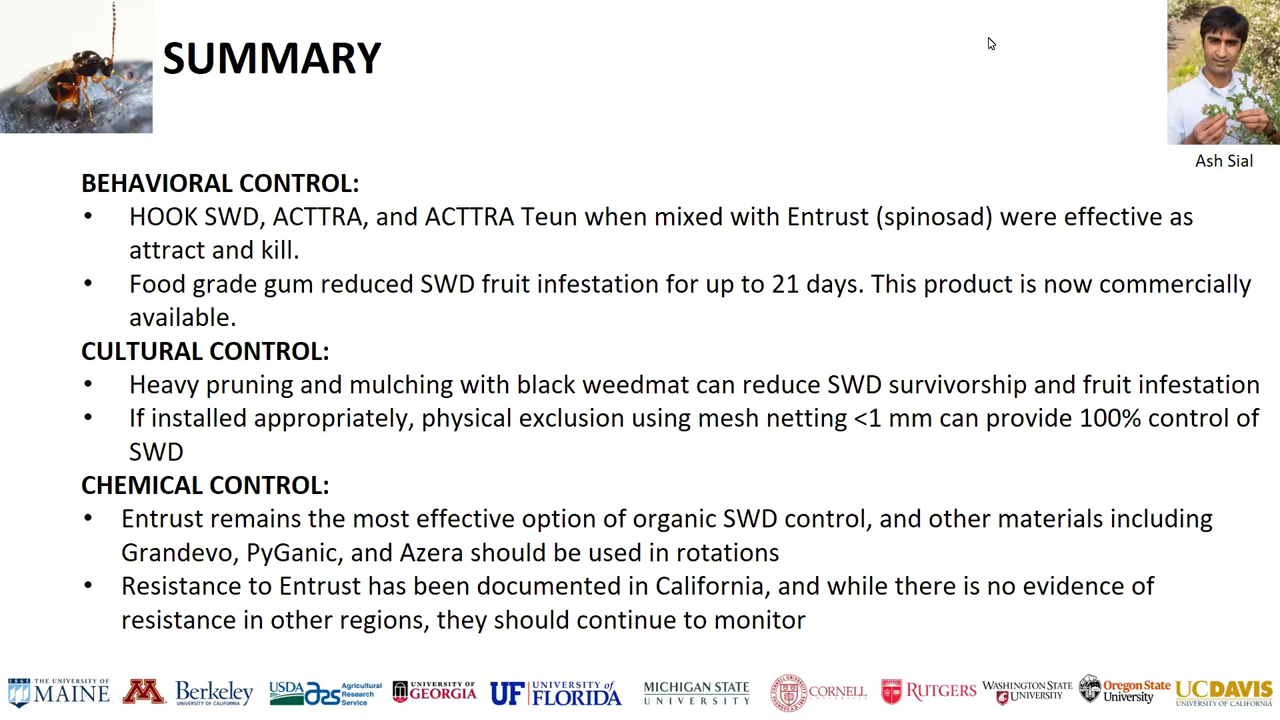 SUMMARY
Ash Sial
BEHAVIORAL CONTROL:
• HOOK SWD, ACTTRA, and ACTTRA Teun when mixed with Entrust (spinosad) were effective as
attract and kill.
• Food grade gum reduced SWD fruit infestation for up to 21 days. This product is now commercially
available.
CULTURAL CONTROL:
• Heavy pruning and mulching with black weedmat can reduce SWD survivorship and fruit infestation
• If installed appropriately, physical exclusion using mesh netting <1 mm can provide 100% control of
SWD
CHEMICAL CONTROL:
• Entrust remains the most effective option of organic SWD control, and other materials including
Grandevo, PyGanic, and Azera should be used in rotations
• Resistance to Entrust has been documented in California, and while there is no evidence of
resistance in other regions, they should continue to monitor
1865 THE UNIVERSITY OF
MAINE
M
Berkeley
UNIVERSITY OF CALIFORNIA
USDA
Agricultural
Research
Service
UNIVERSITY OF
GEORGIA
UF UNIVERSITY of
FLORIDA
MICHIGAN STATE
UNIVERSITY
CORNELL
RUTGERS
WASHINGTON STATE
UNIVERSITY
Oregon State
University
UCDAVIS
UNIVERSITY OF CALIFORNIA